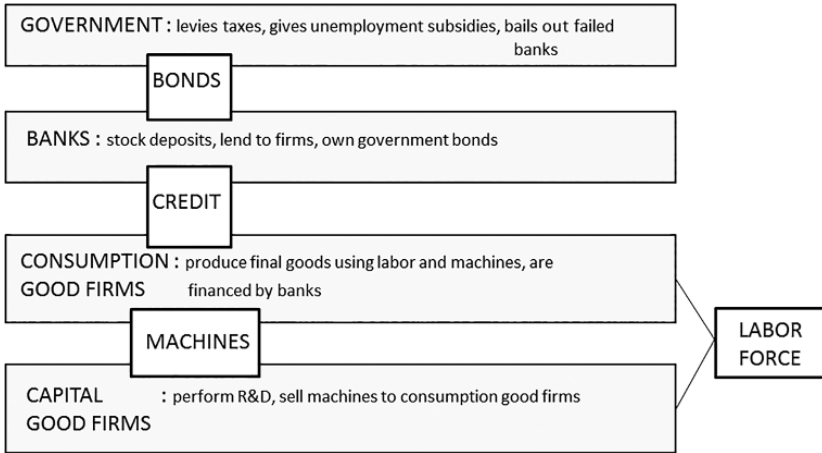 GOVERNMENT : levies taxes, gives unemployment subsidies, bails out failed
banks
BONDS
BANKS : stock deposits, lend to firms, own government bonds
CREDIT
CONSUMPTION : produce final goods using labor and machines, are
GOOD FIRMS financed by banks
MACHINES
LABOR
FORCE
CAPITAL : perform R&D, sell machines to consumption good firms
GOOD FIRMS